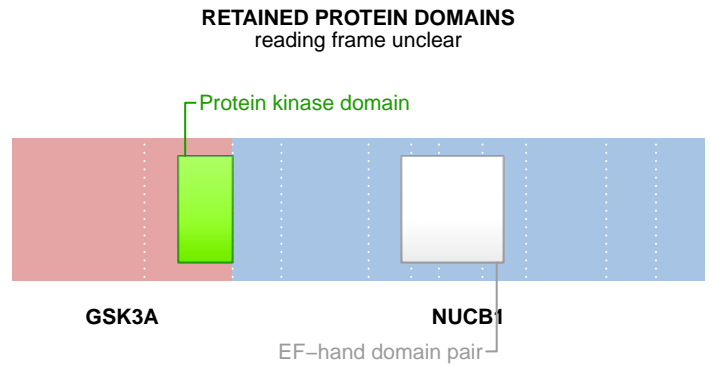 RETAINED PROTEIN DOMAINS
reading frame unclear
Protein kinase domain
GSK3A
NUCB1
EF−hand domain pair